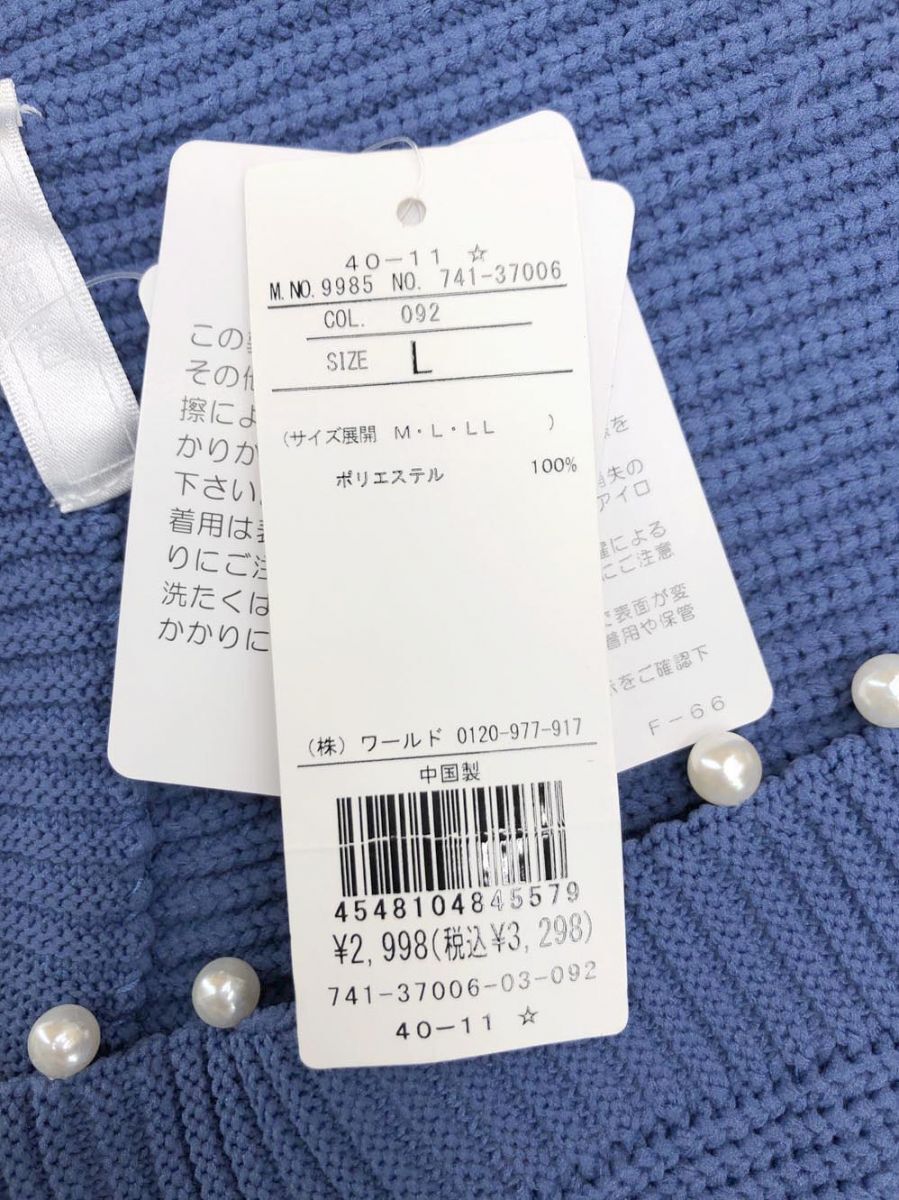 40-11 ☆
M.NO.9985 NO. 741-37006
COL. 092
SIZE L
(サイズ展開 M・L・LL )
ポリエステル 100%
(株) ワールド 0120-977-917
中国製
4548104845579
¥2,998(税込¥3,298)
741-37006-03-092
40-11 ☆
この
その他
擦によ
かりか
下さい
着用は
りにご注
洗たくは
かかりに
を
消失の
アイロ
による
にご注意
で表面が変
着用や保管
をご確認下
F-66